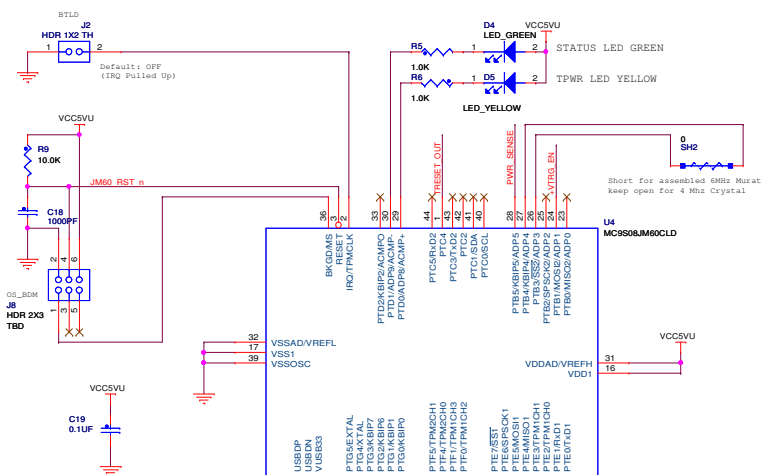 BTLD
J2
HDR 1X2 TH
1
2
Default: OFF
(IRQ Pulled Up)
D4
LED_GREEN
VCC5VU
R5
1
2
STATUS LED GREEN
1.0K
R6
D5
1
2
TPWR LED YELLOW
1.0K
LED_YELLOW
VCC5VU
R9
10.0K
JM60_RST_n
C18
1000PF
TRESET_OUT
PWR_SENSE
+VTRG_EN
0
SH2
Short for assembled 6MHz Murat
keep open for 4 Mhz Crystal
36
3
2
33
30
29
44
1
43
42
41
40
28
27
26
25
24
23
U4
MC9S08JM60CLD
BKGD/MS
RESET
IRQ/TPMCLK
PTD2/KBIP2/ACMPO
PTD1/ADP9/ACMP-
PTD0/ADP8/ACMP+
PTC5/RxD2
PTC4
PTC3/TxD2
PTC2
PTC1/SDA
PTC0/SCL
PTB5/KBIP5/ADP5
PTB4/KBIP4/ADP4
PTB3/SS2/ADP3
PTB2/SPSCK2/ADP2
PTB1/MOSI2/ADP1
PTB0/MISO2/ADP0
2
4
6
OS_BDM
J8
HDR 2X3
TBD
1
3
5
32
VSSAD/VREFL
17
VSS1
39
VSSOSC
VCC5VU
VDDAD/VREFH
31
VDD1
16
VCC5VU
C19
0.1UF
USBDP
USBDN
VUSB33
PTG5/EXTAL
PTG4/XTAL
PTG3/KBIP7
PTG2/KBIP6
PTG1/KBIP1
PTG0/KBIP0
PTF5/TPM2CH1
PTF4/TPM2CH0
PTF1/TPM1CH3
PTF0/TPM1CH2
PTE7/SS1
PTE6/SPSCK1
PTE5/MOSI1
PTE4/MISO1
PTE3/TPM1CH1
PTE2/TPM1CH0
PTE1/RxD1
PTE0/TxD1